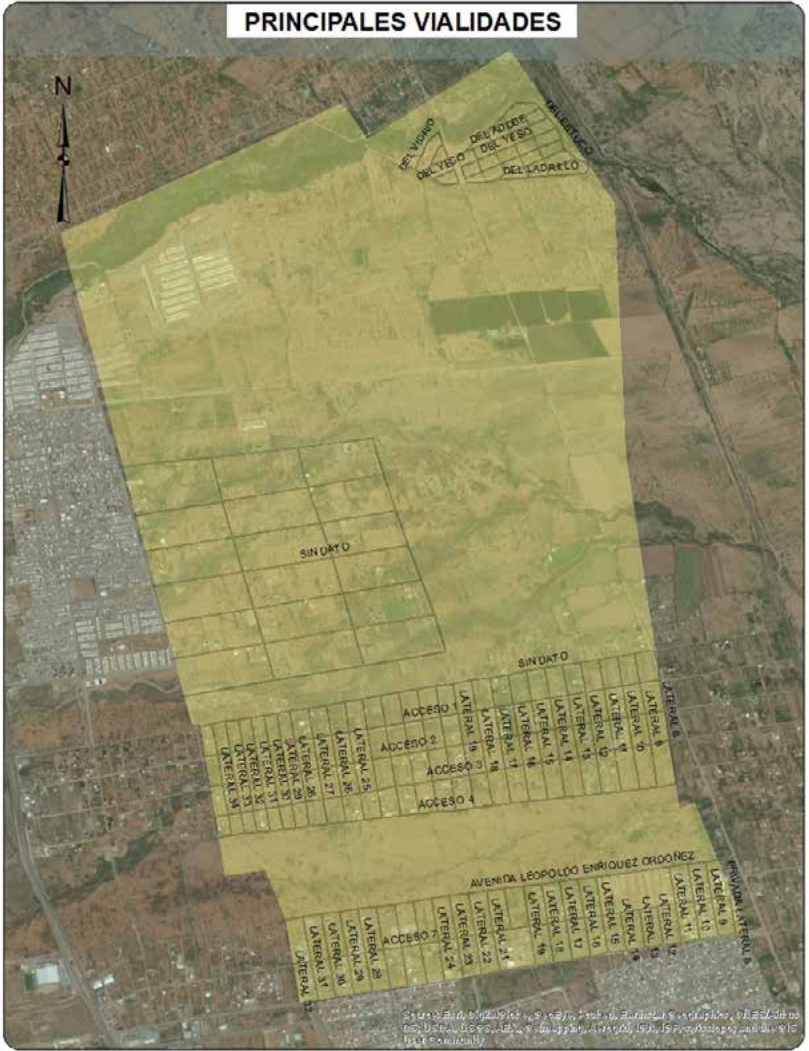 PRINCIPALES VIALIDADES
N
DEL ESTUCO
DEL ADOBE
DEL YESO
DEL VIDRIO
DEL YESO
DEL LADRILLO
SIN DATO
SIN DATO
LATERAL 8
ACCESO 1
ACCESO 2
ACCESO 3
ACCESO 4
LATERAL 34
LATERAL 33
LATERAL 32
LATERAL 31
LATERAL 30
LATERAL 29
LATERAL 27
LATERAL 26
LATERAL 25
LATERAL 19
LATERAL 18
LATERAL 17
LATERAL 16
LATERAL 15
LATERAL 14
LATERAL 13
LATERAL 12
LATERAL 11
LATERAL 10
LATERAL 9
AVENIDA LEOPOLDO ENRIQUEZ ORDOÑEZ
PRIVADA LATERAL 8
ACCESO 7
LATERAL 32
LATERAL 31
LATERAL 30
LATERAL 29
LATERAL 28
LATERAL 24
LATERAL 23
LATERAL 22
LATERAL 21
LATERAL 19
LATERAL 18
LATERAL 17
LATERAL 16
LATERAL 15
LATERAL 14
LATERAL 13
LATERAL 12
LATERAL 11
LATERAL 10
LATERAL 9
User Community